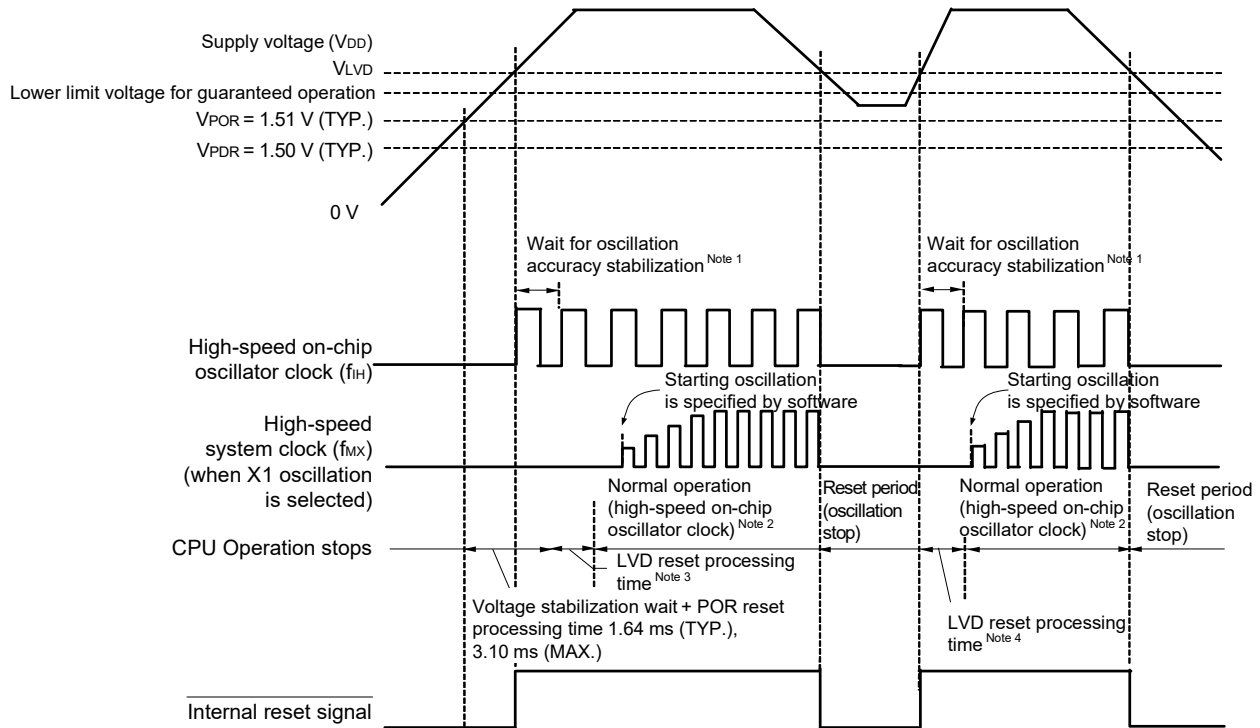 Supply voltage (VDD)
VLVD
Lower limit voltage for guaranteed operation
VPOR = 1.51 V (TYP.)
VPDR = 1.50 V (TYP.)
0 V
Wait for oscillation
accuracy stabilization Note 1
Wait for oscillation
accuracy stabilization Note 1
High-speed on-chip
oscillator clock (fIH)
Starting oscillation
is specified by software
Starting oscillation
is specified by software
High-speed
system clock (fMX)
(when X1 oscillation
is selected)
Normal operation
(high-speed on-chip
oscillator clock) Note 2
Reset period
(oscillation
stop)
Normal operation
(high-speed on-chip
oscillator clock) Note 2
Reset period
(oscillation
stop)
CPU Operation stops
LVD reset processing
time Note 3
Voltage stabilization wait + POR reset
processing time 1.64 ms (TYP.),
3.10 ms (MAX.)
LVD reset processing
time Note 4
Internal reset signal